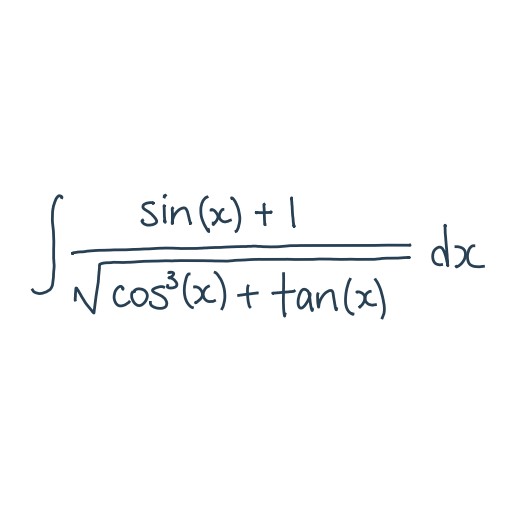 ∫ (sin(x) + 1) / √(cos³(x) + tan(x)) dx